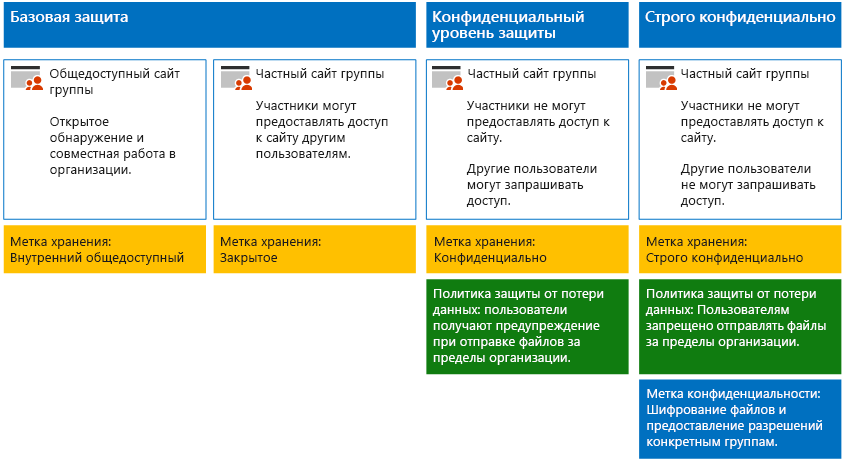 Базовая защита
Конфиденциальный
уровень защиты
Строго конфиденциально
Общедоступный сайт
группы
Открытое
обнаружение и
совместная работа в
организации.
Частный сайт группы
Участники могут
предоставлять доступ
к сайту другим
пользователям.
Частный сайт группы
Участники не могут
предоставлять доступ к
сайту.
Другие пользователи
могут запрашивать
доступ.
Частный сайт группы
Участники не могут
предоставлять доступ к
сайту.
Другие пользователи
не могут запрашивать
доступ.
Метка хранения:
Внутренний общедоступный
Метка хранения:
Закрытое
Метка хранения:
Конфиденциально
Метка хранения:
Строго конфиденциально
Политика защиты от потери
данных: пользователи
получают предупреждение
при отправке файлов за
пределы организации.
Политика защиты от потери
данных: Пользователям
запрещено отправлять файлы
за пределы организации.
Метка конфиденциальности:
Шифрование файлов и
предоставление разрешений
конкретным группам.